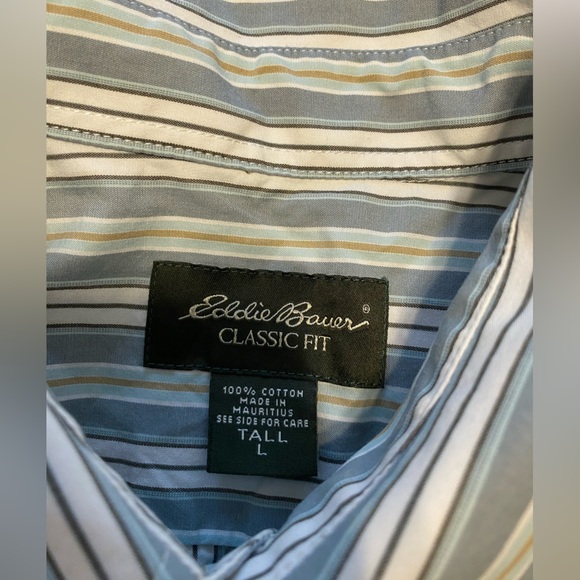 Eddie Bauer®
CLASSIC FIT
100% COTTON
MADE IN
MAURITIUS
SEE SIDE FOR CARE
TALL
L